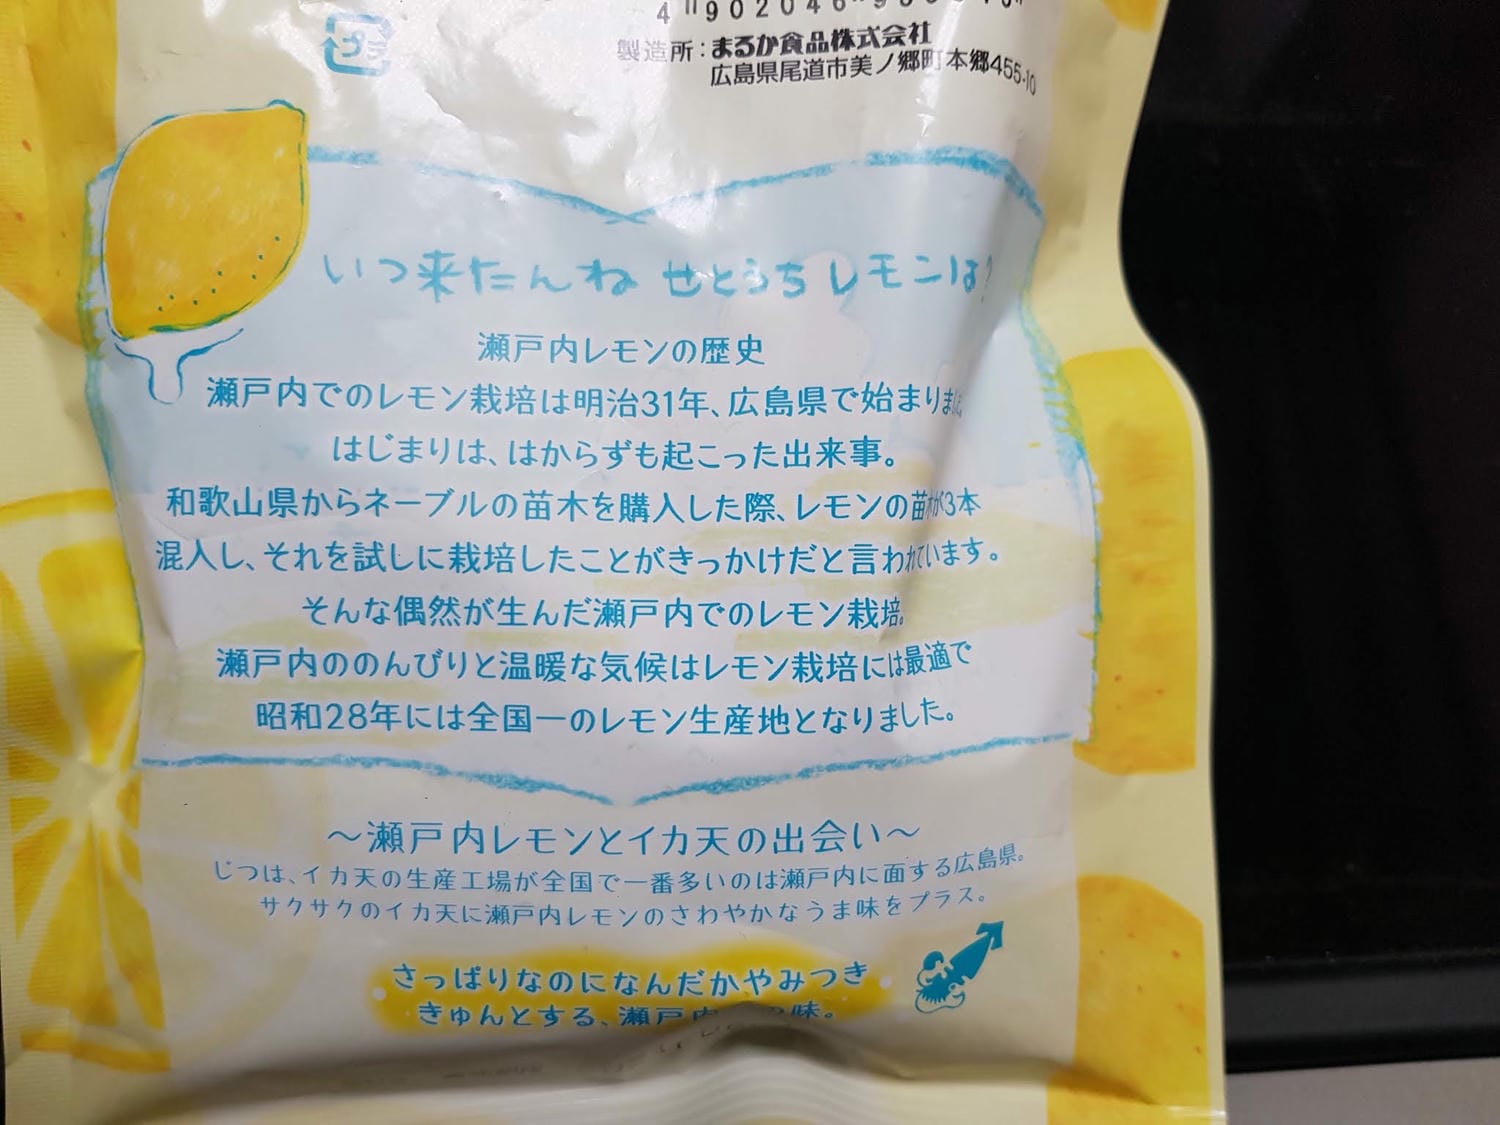 プラ
製造所：まるか食品株式会社
広島県尾道市美ノ郷町本郷455-10
いつ来たんね せとうちレモンは？
瀬戸内レモンの歴史
瀬戸内でのレモン栽培は明治31年、広島県で始まりました
はじまりは、はからずも起こった出来事。
和歌山県からネーブルの苗木を購入した際、レモンの苗木が3本
混入し、それを試しに栽培したことがきっかけだと言われています。
そんな偶然が生んだ瀬戸内でのレモン栽培。
瀬戸内ののんびりと温暖な気候はレモン栽培には最適で
昭和28年には全国一のレモン生産地となりました。
～瀬戸内レモンとイカ天の出会い～
じつは、イカ天の生産工場が全国で一番多いのは瀬戸内に面する広島県。
サクサクのイカ天に瀬戸内レモンのさわやかなうま味をプラス。
さっぱりなのになんだかやみつき
きゅんとする、瀬戸内 味。